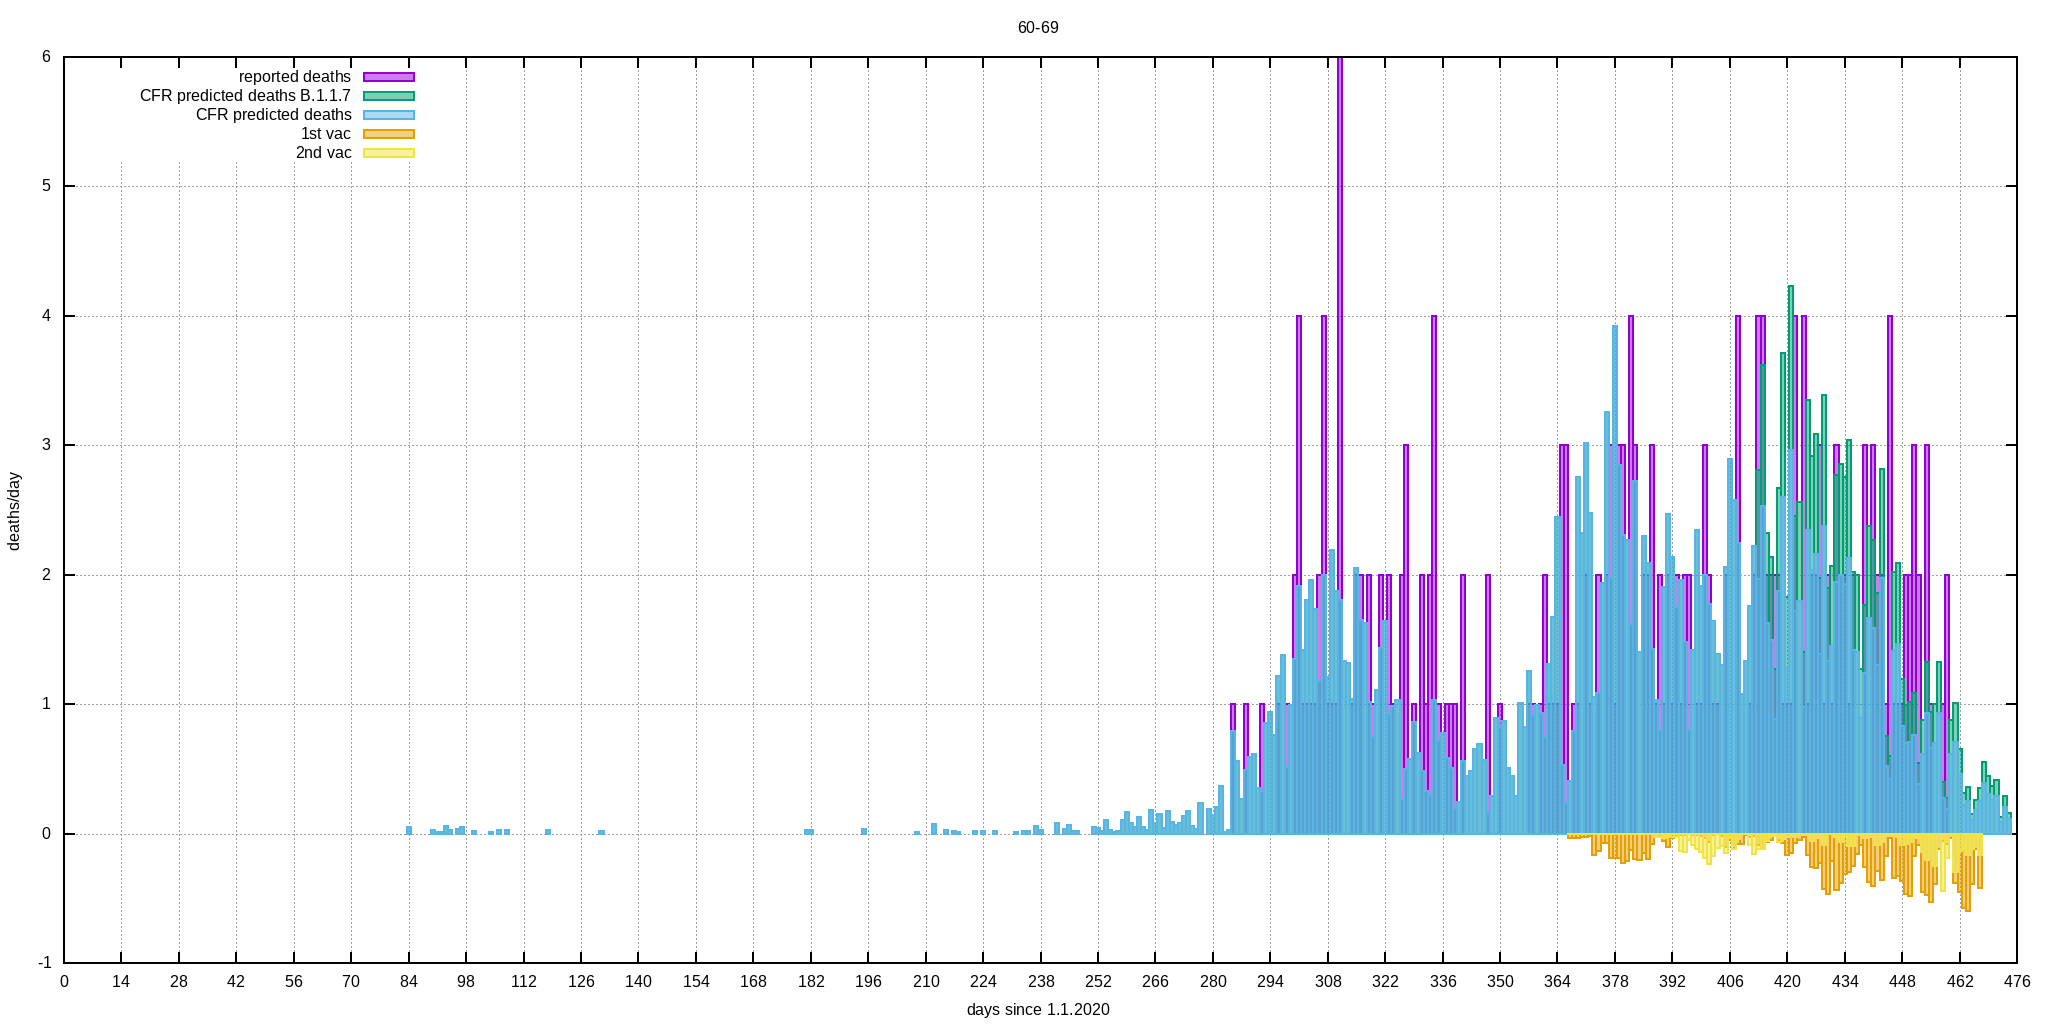 60-69
reported deaths
CFR predicted deaths B.1.1.7
CFR predicted deaths
1st vac
2nd vac
6
5
4
3
2
1
0
-1
deaths/day
0 14 28 42 56 70 84 98 112 126 140 154 168 182 196 210 224 238 252 266 280 294 308 322 336 350 364 378 392 406 420 434 448 462 476
days since 1.1.2020